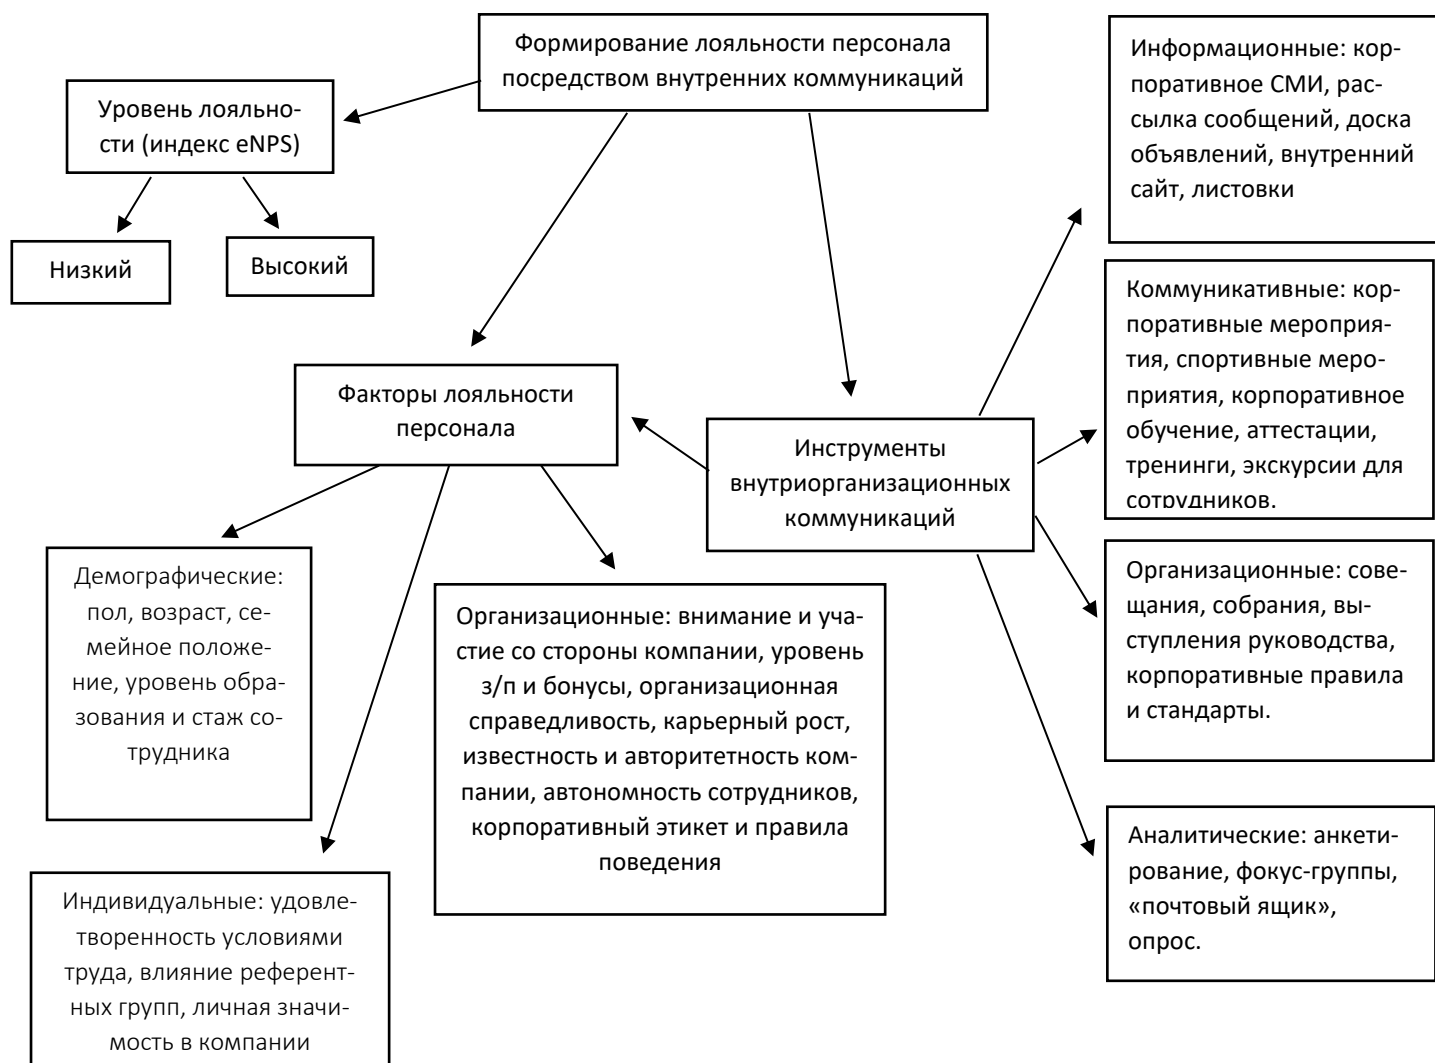 Формирование лояльности персонала
посредством внутренних коммуникаций
Уровень лояльно-
сти (индекс eNPS)
Низкий
Высокий
Факторы лояльности
персонала
Инструменты
внутриорганизационных
коммуникаций
Информационные: кор-
поративное СМИ, рас-
сылка сообщений, доска
объявлений, внутренний
сайт, листовки
Коммуникативные: кор-
поративные мероприя-
тия, спортивные меро-
приятия, корпоративное
обучение, аттестации,
тренинги, экскурсии для
сотрудников.
Организационные: сове-
щания, собрания, вы-
ступления руководства,
корпоративные правила
и стандарты.
Аналитические: анкети-
рование, фокус-группы,
«почтовый ящик»,
опрос.
Демографические:
пол, возраст, се-
мейное положе-
ние, уровень обра-
зования и стаж со-
трудника
Организационные: внимание и уча-
стие со стороны компании, уровень
з/п и бонусы, организационная
справедливость, карьерный рост,
известность и авторитетность ком-
пании, автономность сотрудников,
корпоративный этикет и правила
поведения
Индивидуальные: удовле-
творенность условиями
труда, влияние референт-
ных групп, личная значи-
мость в компании